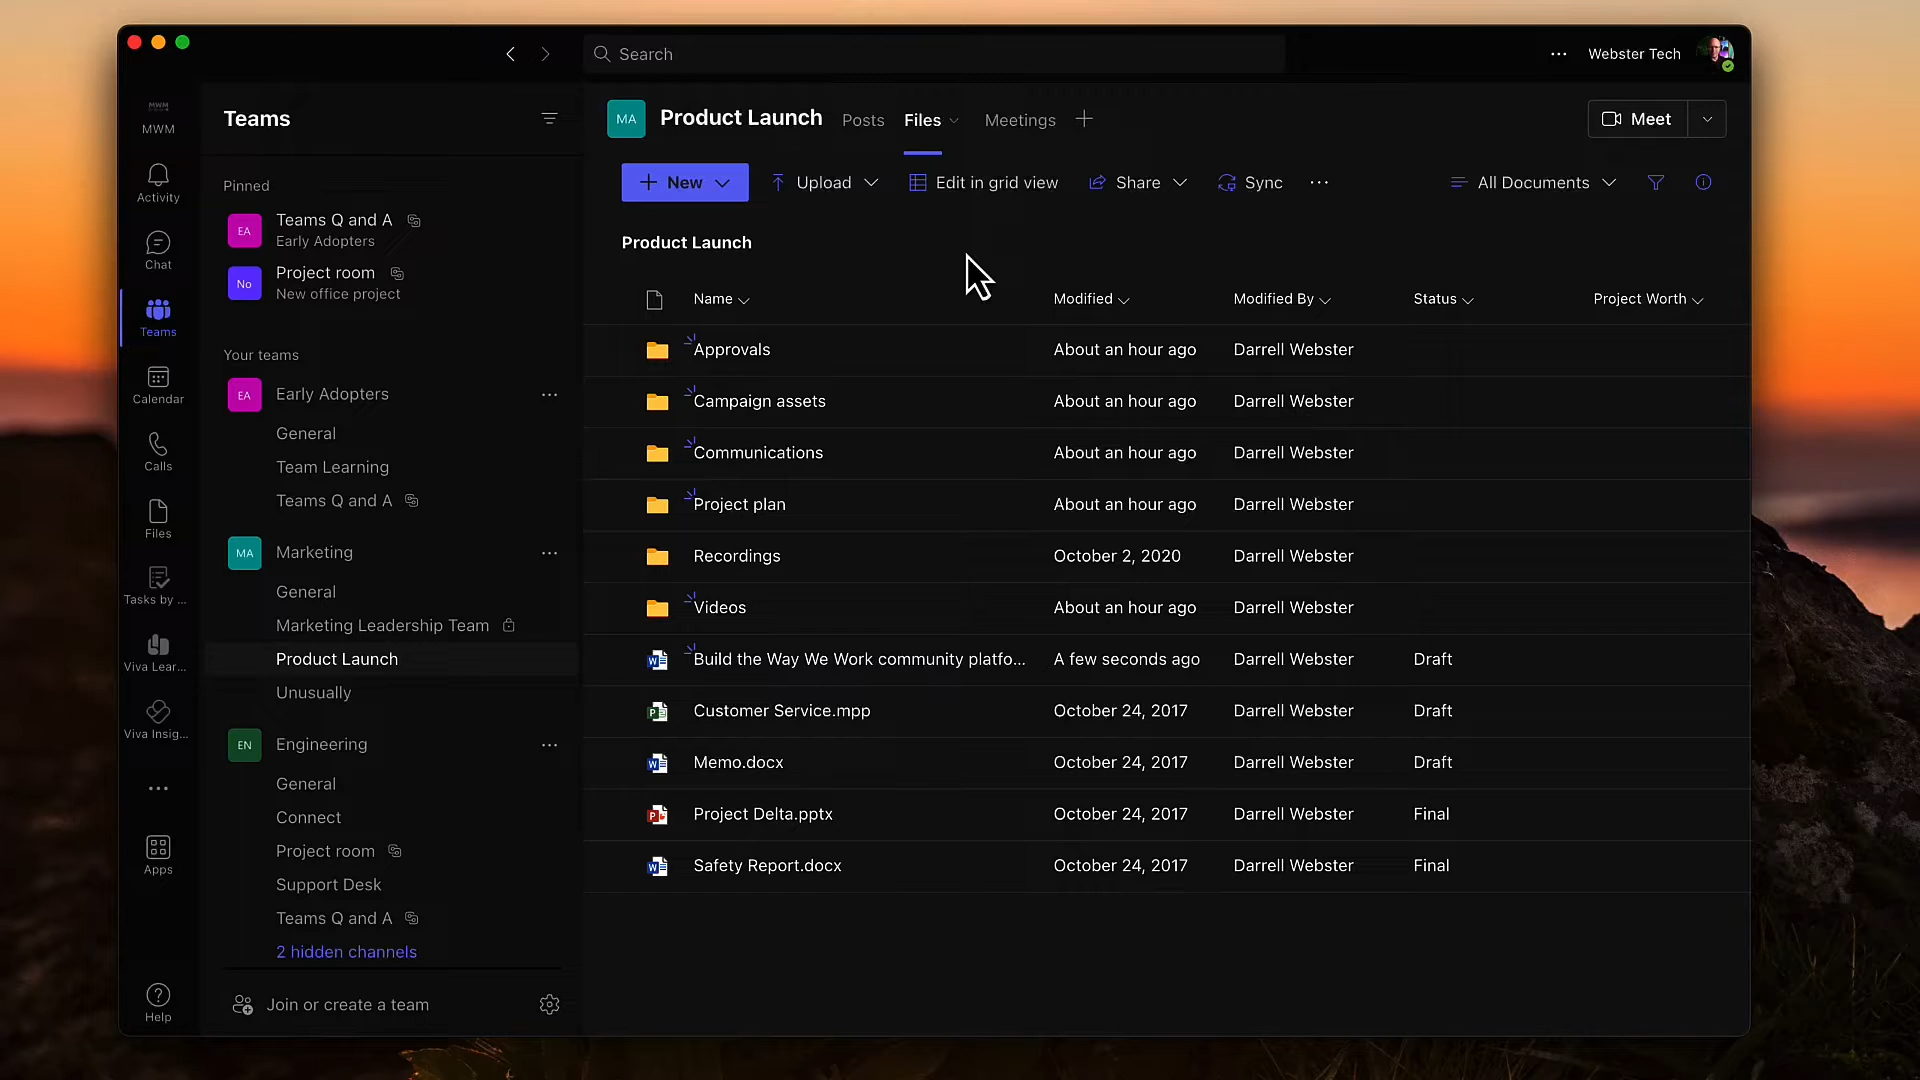 Search
Webster Tech
MWM
MWM
Activity
Chat
Teams
Calendar
Calls
Files
Tasks by ...
Viva Lear...
Viva Insig...
Apps
Help
Teams
Pinned
EA
Teams Q and A
Early Adopters
No
Project room
New office project
Your teams
EA
Early Adopters
General
Team Learning
Teams Q and A
MA
Marketing
General
Marketing Leadership Team
Product Launch
Unusually
EN
Engineering
General
Connect
Project room
Support Desk
Teams Q and A
2 hidden channels
Join or create a team
MA Product Launch Posts Files Meetings Meet
New Upload Edit in grid view Share Sync All Documents
Product Launch
Name Modified Modified By Status Project Worth
Approvals About an hour ago Darrell Webster
Campaign assets About an hour ago Darrell Webster
Communications About an hour ago Darrell Webster
Project plan About an hour ago Darrell Webster
Recordings October 2, 2020 Darrell Webster
Videos About an hour ago Darrell Webster
Build the Way We Work community platfo... A few seconds ago Darrell Webster Draft
Customer Service.mpp October 24, 2017 Darrell Webster Draft
Memo.docx October 24, 2017 Darrell Webster Draft
Project Delta.pptx October 24, 2017 Darrell Webster Final
Safety Report.docx October 24, 2017 Darrell Webster Final